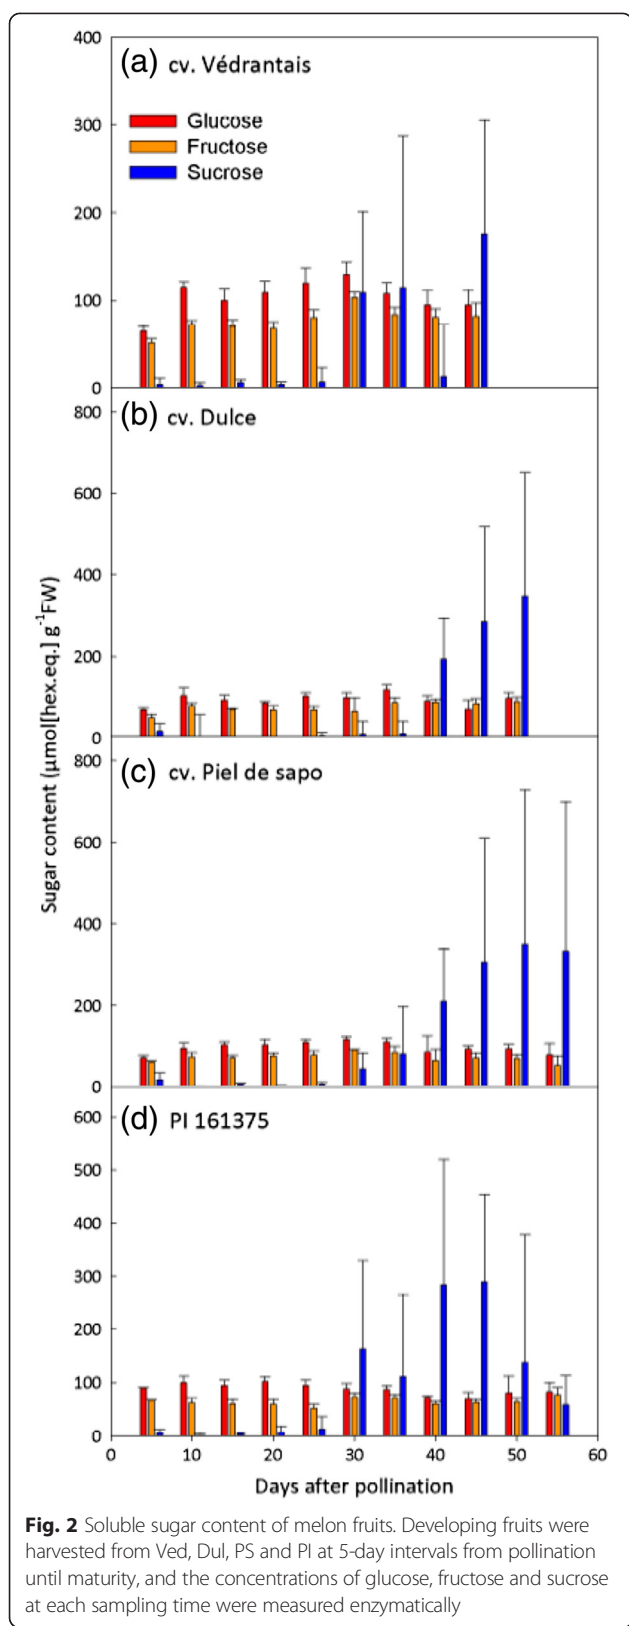 400
(a) cv. Védrantais
300
Glucose
Fructose
Sucrose
200
100
0
800
(b) cv. Dulce
600
400
200
0
Sugar content (µmol[hex.eq.] g⁻¹FW)
800
(c) cv. Piel de sapo
600
400
200
0
(d) PI 161375
600
500
400
300
200
100
0
0 10 20 30 40 50 60
Days after pollination
Fig. 2 Soluble sugar content of melon fruits. Developing fruits were
harvested from Ved, Dul, PS and PI at 5-day intervals from pollination
until maturity, and the concentrations of glucose, fructose and sucrose
at each sampling time were measured enzymatically